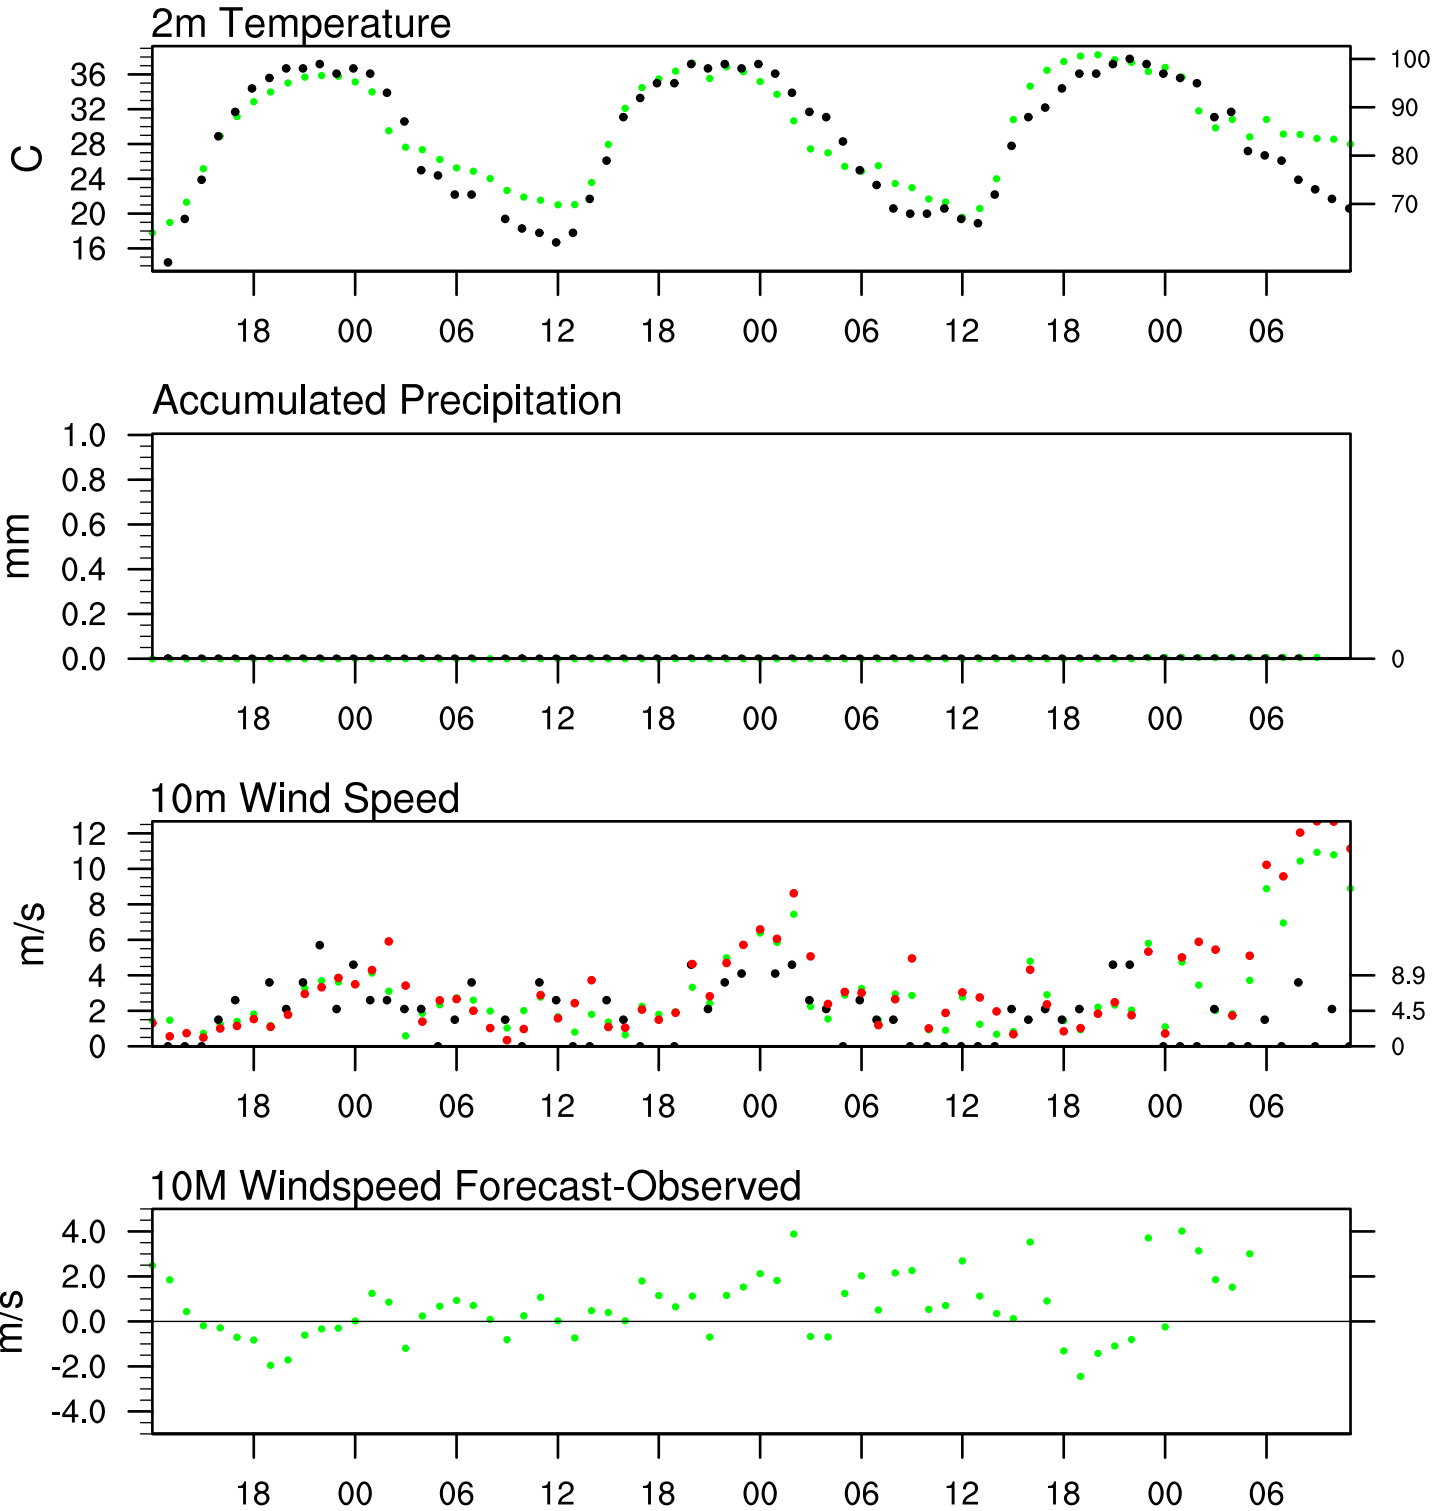 2m Temperature
36
32
28
24
20
16
C
100
90
80
70
18 00 06 12 18 00 06 12 18 00 06
Accumulated Precipitation
1.0
0.8
0.6
0.4
0.2
0.0
mm
0
18 00 06 12 18 00 06 12 18 00 06
10m Wind Speed
12
10
8
6
4
2
0
m/s
8.9
4.5
0
18 00 06 12 18 00 06 12 18 00 06
10M Windspeed Forecast-Observed
4.0
2.0
0.0
-2.0
-4.0
m/s
18 00 06 12 18 00 06 12 18 00 06